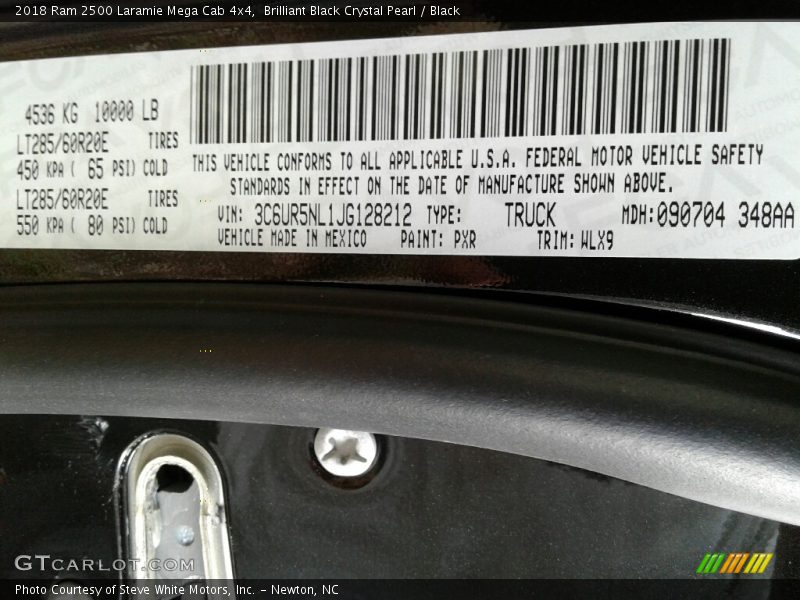 2018 Ram 2500 Laramie Mega Cab 4x4, Brilliant Black Crystal Pearl / Black
4536 KG 10000 LB
LT285/60R20E TIRES
450 KPA ( 65 PSI) COLD
LT285/60R20E TIRES
550 KPA ( 80 PSI) COLD
THIS VEHICLE CONFORMS TO ALL APPLICABLE U.S.A. FEDERAL MOTOR VEHICLE SAFETY
STANDARDS IN EFFECT ON THE DATE OF MANUFACTURE SHOWN ABOVE.
VIN: 3C6UR5NL1JG128212 TYPE: TRUCK MDH:090704 348AA
VEHICLE MADE IN MEXICO PAINT: PXR TRIM: WLX9
GTCARLOT.COM
Photo Courtesy of Steve White Motors, Inc. – Newton, NC